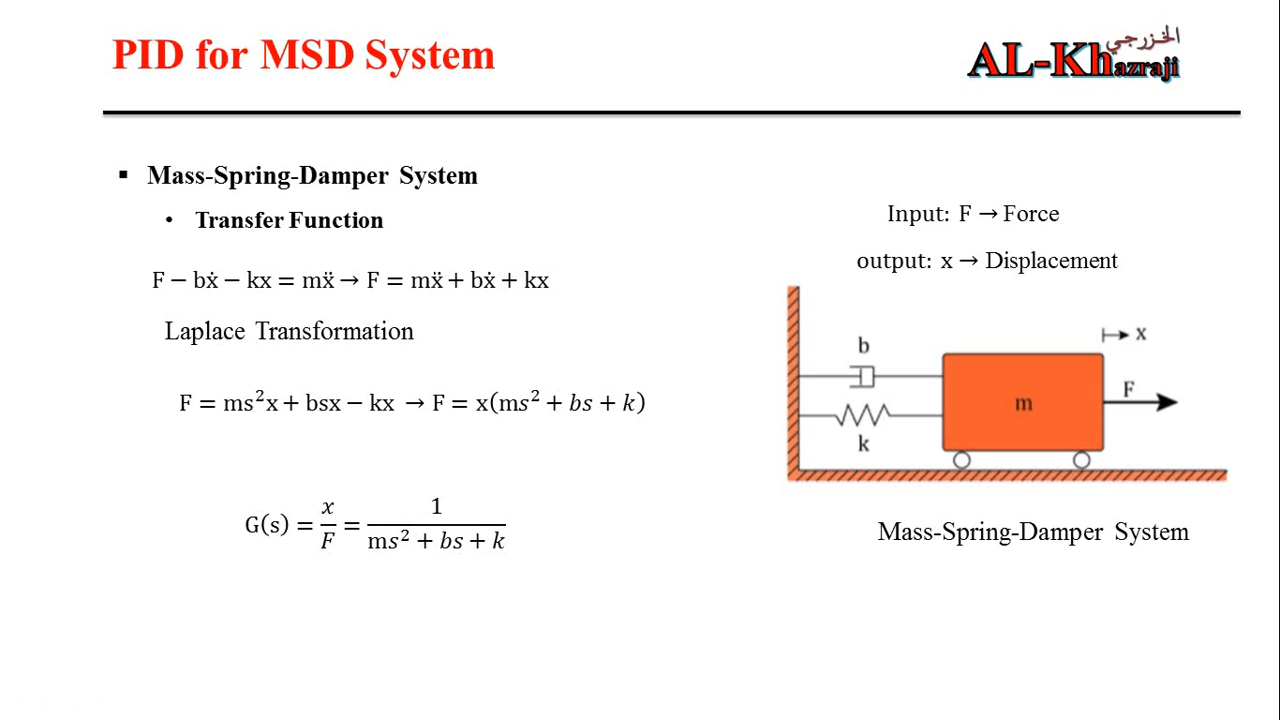 PID for MSD System
الخزرجي
AL-Khazraji
▪ Mass-Spring-Damper System
• Transfer Function
F − bẋ − kx = mẍ → F = mẍ + bẋ + kx
Laplace Transformation
F = ms²x + bsx − kx → F = x(ms² + bs + k)
G(s) = x/F = 1/(ms² + bs + k)
Input: F → Force
output: x → Displacement
x
b
F
m
k
Mass-Spring-Damper System